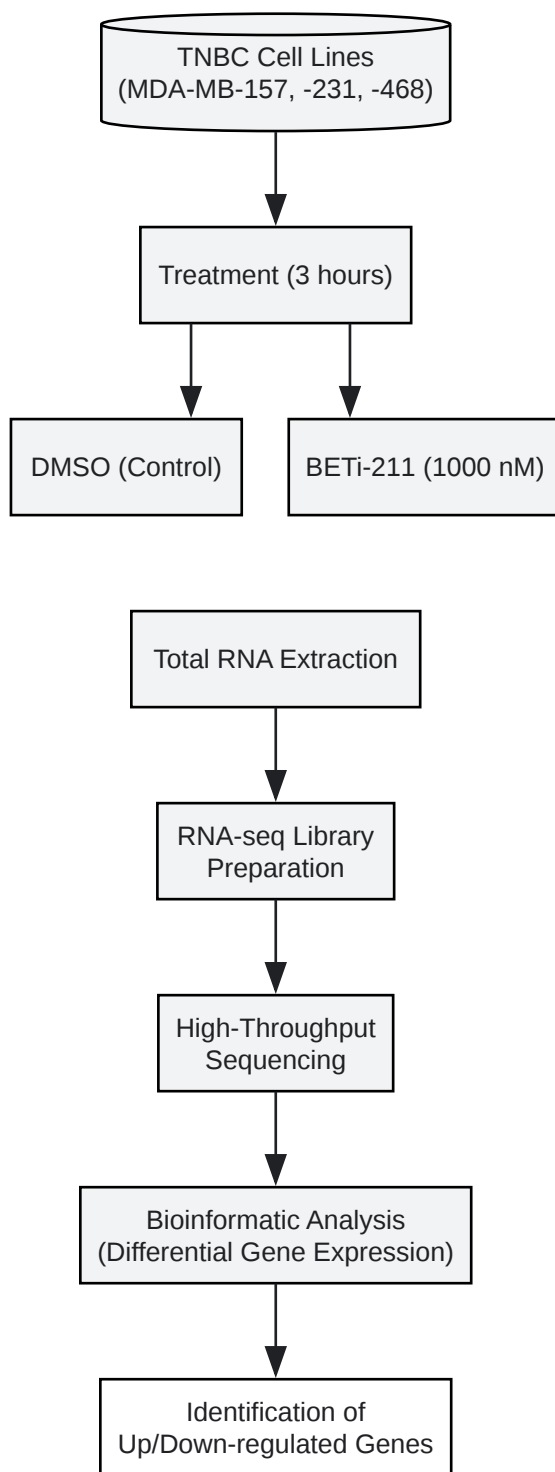 TNBC Cell Lines
(MDA-MB-157, -231, -468)
Treatment (3 hours)
DMSO (Control)
BETi-211 (1000 nM)
Total RNA Extraction
RNA-seq Library
Preparation
High-Throughput
Sequencing
Bioinformatic Analysis
(Differential Gene Expression)
Identification of
Up/Down-regulated Genes